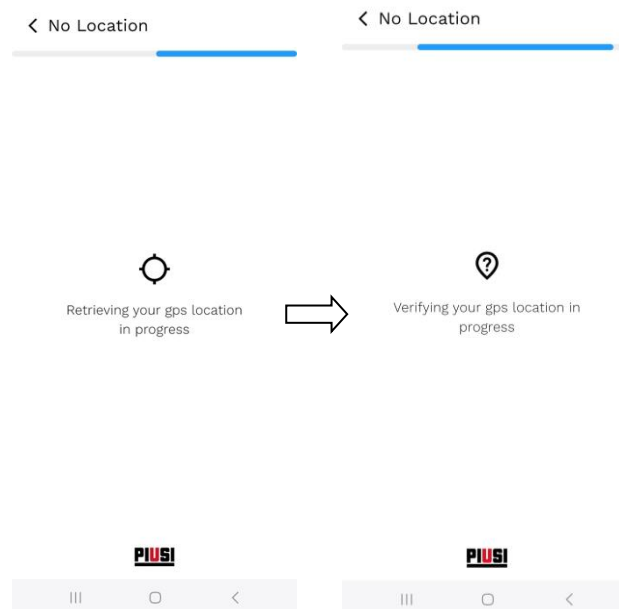 No Location
Retrieving your gps location
in progress
PIUSI
No Location
Verifying your gps location in
progress
PIUSI